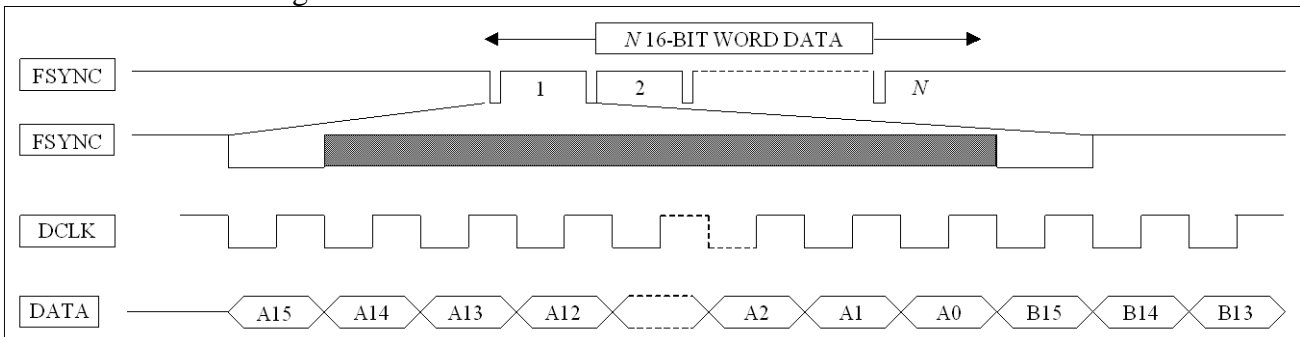 N 16-BIT WORD DATA
FSYNC 1 2 N
FSYNC
DCLK
DATA A15 A14 A13 A12 A2 A1 A0 B15 B14 B13